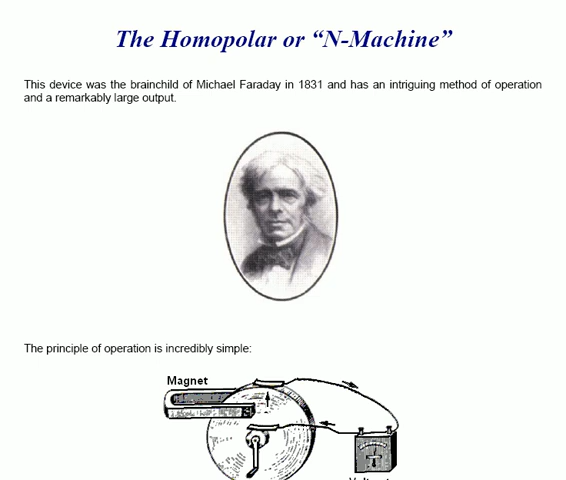 The Homopolar or “N-Machine”
This device was the brainchild of Michael Faraday in 1831 and has an intriguing method of operation
and a remarkably large output.
The principle of operation is incredibly simple:
Magnet